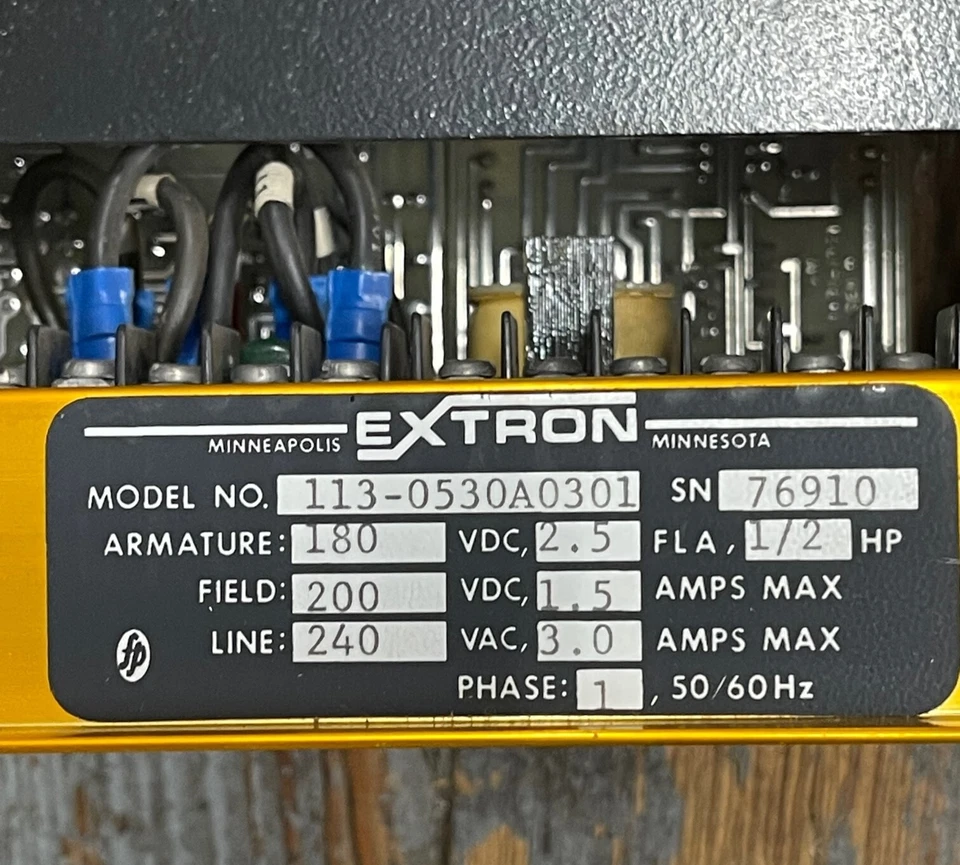 MINNEAPOLIS EXTRON MINNESOTA
MODEL NO. 113-0530A0301 SN 76910
ARMATURE: 180 VDC, 2.5 FLA, 1/2 HP
FIELD: 200 VDC, 1.5 AMPS MAX
LINE: 240 VAC, 3.0 AMPS MAX
fp
PHASE: 1, 50/60Hz